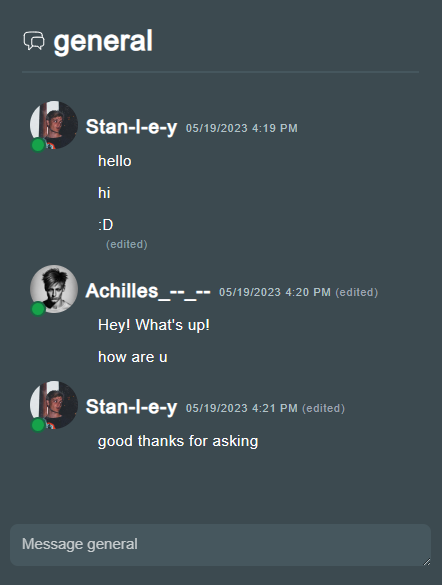 general
Stan-l-e-y 05/19/2023 4:19 PM
hello
hi
:D
(edited)
Achilles_--_-- 05/19/2023 4:20 PM (edited)
Hey! What's up!
how are u
Stan-l-e-y 05/19/2023 4:21 PM (edited)
good thanks for asking
Message general